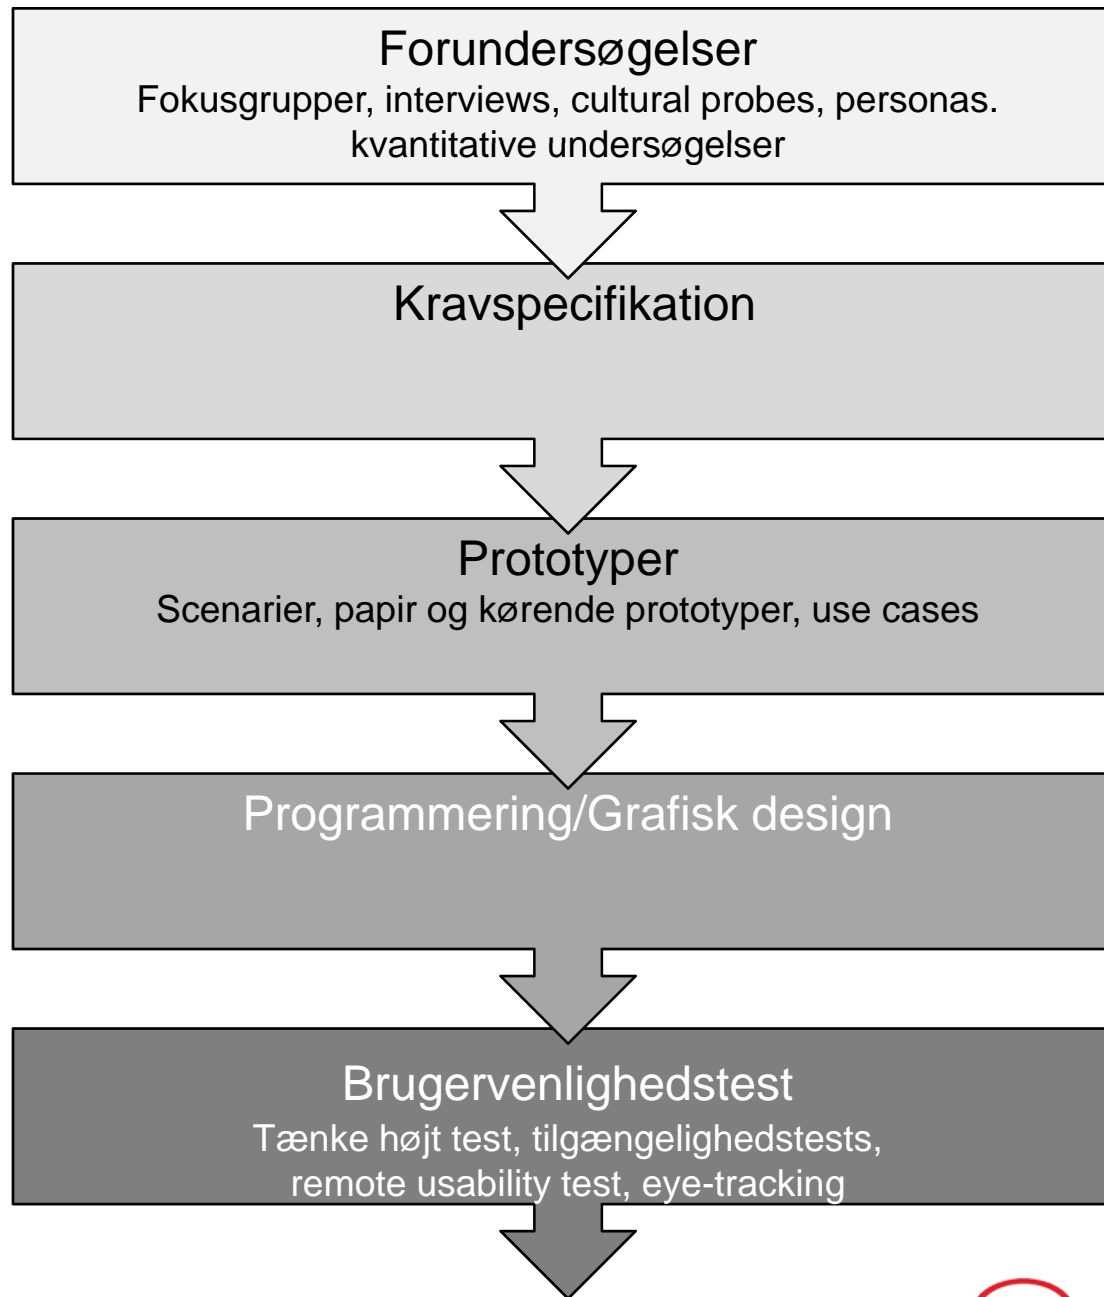 Forundersøgelser
Fokusgrupper, interviews, cultural probes, personas.
kvantitative undersøgelser
Kravspecifikation
Prototyper
Scenarier, papir og kørende prototyper, use cases
Programmering/Grafisk design
Brugervenlighedstest
Tænke højt test, tilgængelighedstests,
remote usability test, eye-tracking